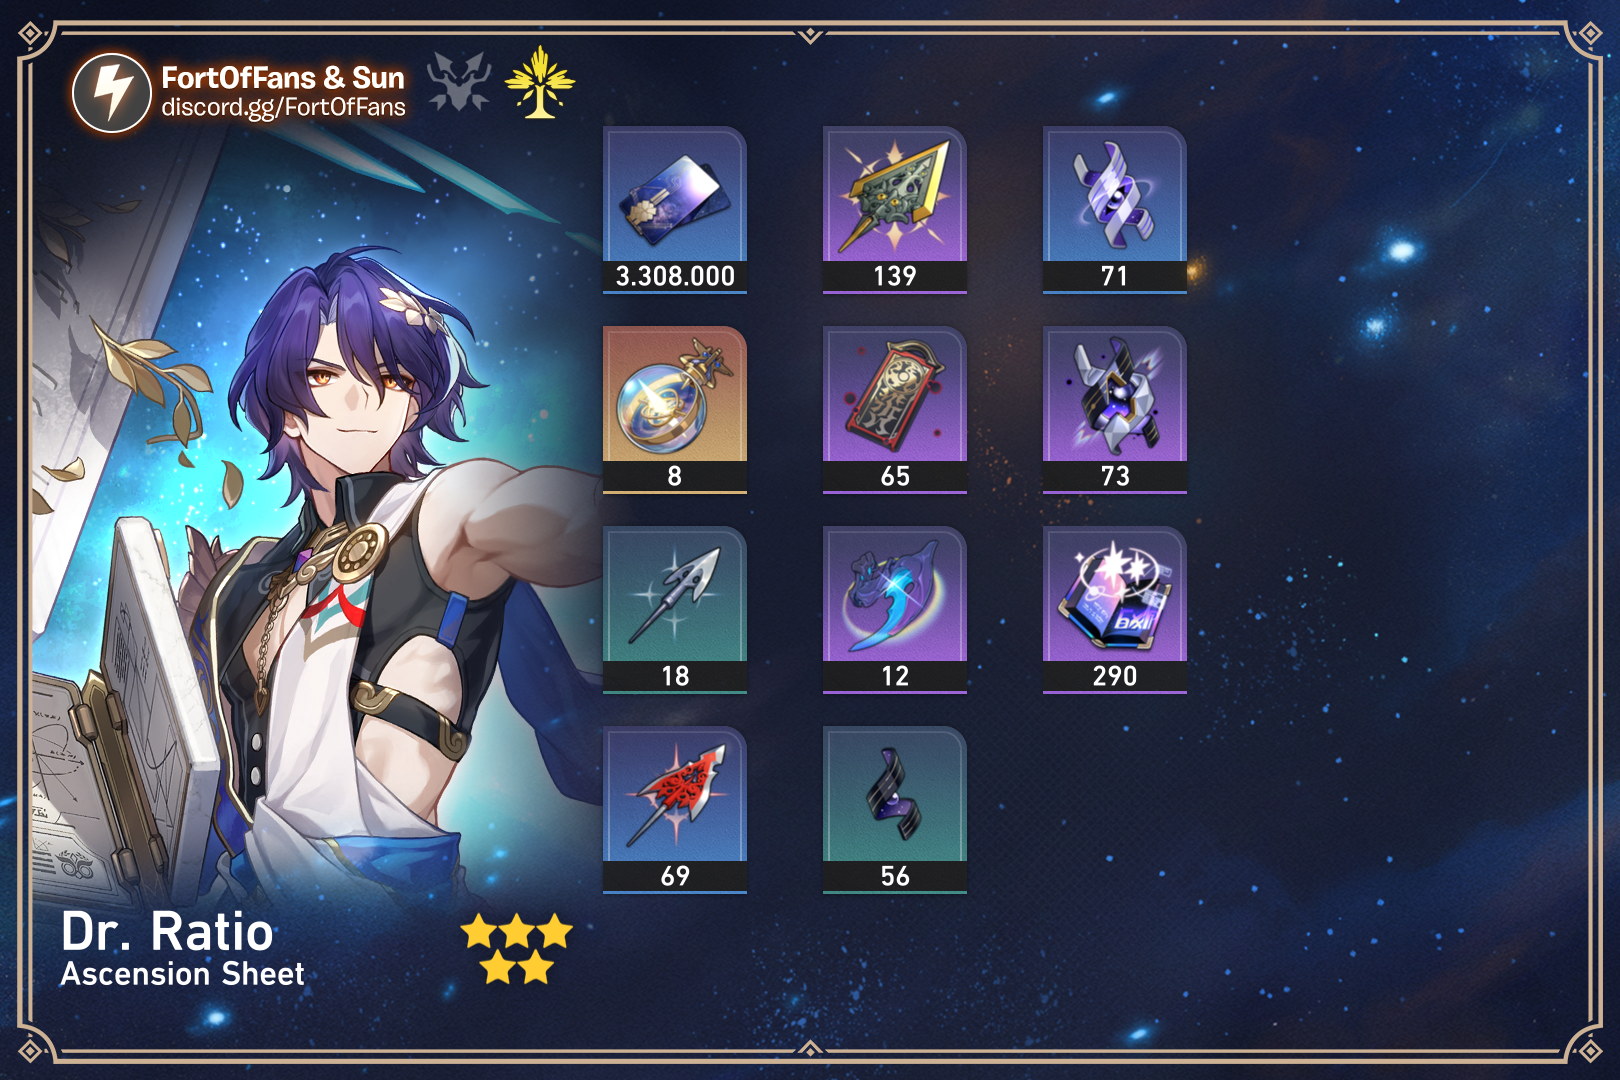 FortOfFans & Sun
discord.gg/FortOfFans
3.308.000
139
71
8
65
73
18
12
290
69
56
Dr. Ratio
Ascension Sheet